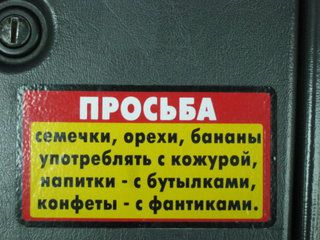 ПРОСЬБА
семечки, орехи, бананы
употреблять с кожурой,
напитки - с бутылками,
конфеты - с фантиками.